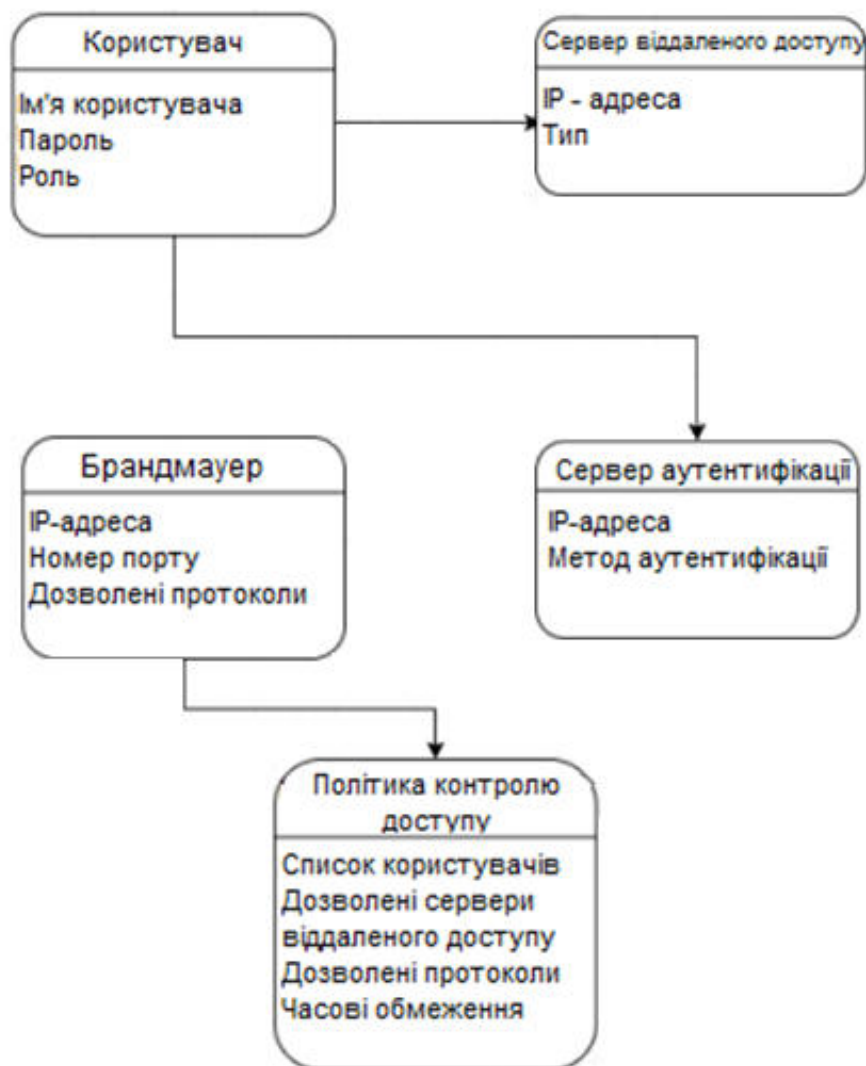 Користувач
Ім'я користувача
Пароль
Роль
Сервер віддаленого доступу
IP - адреса
Тип
Брандмауер
IP-адреса
Номер порту
Дозволені протоколи
Сервер аутентифікації
IP-адреса
Метод аутентифікації
Політика контролю
доступу
Список користувачів
Дозволені сервери
віддаленого доступу
Дозволені протоколи
Часові обмеження